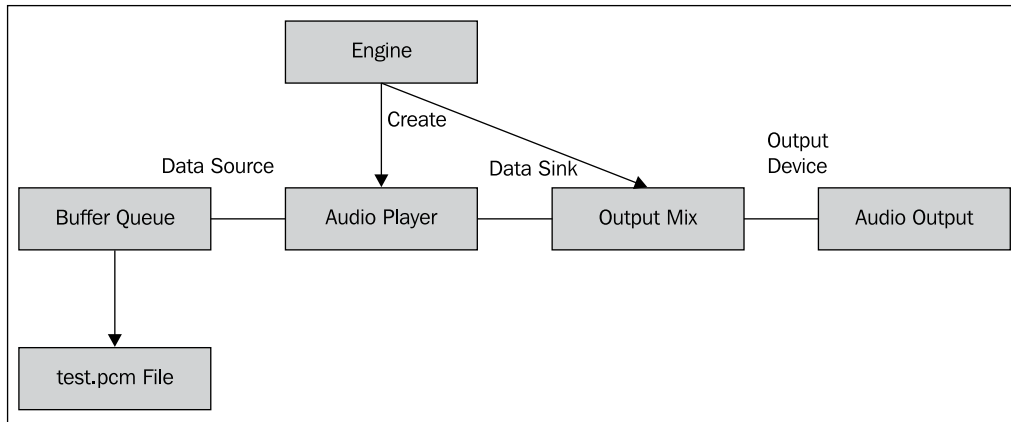 Engine
Create
Data Source
Data Sink
Output
Device
Buffer Queue
Audio Player
Output Mix
Audio Output
test.pcm File